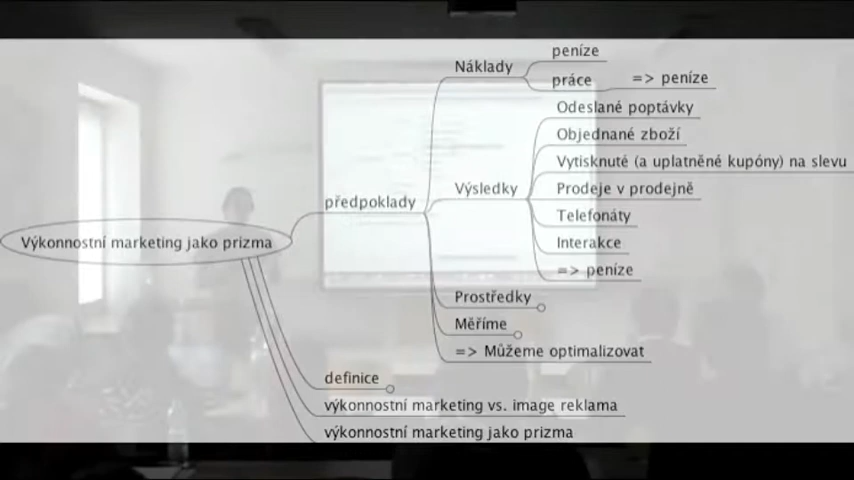 Výkonnostní marketing jako prizma
předpoklady
Náklady
peníze
práce
=> peníze
Výsledky
Odeslané poptávky
Objednané zboží
Vytisknuté (a uplatněné kupóny) na slevu
Prodeje v prodejně
Telefonáty
Interakce
=> peníze
Prostředky
Měříme
=> Můžeme optimalizovat
definice
výkonnostní marketing vs. image reklama
výkonnostní marketing jako prizma